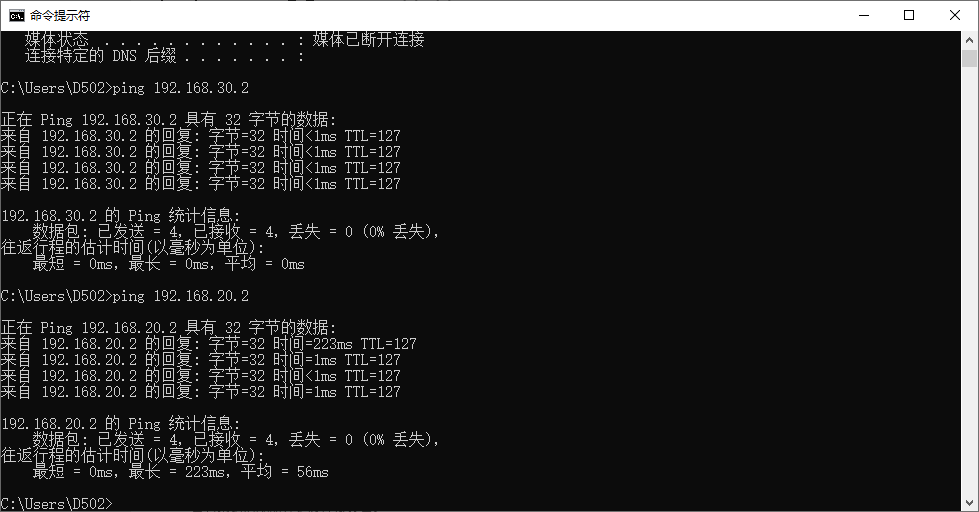 命令提示符
媒体状态 . . . . . . . . . . . . : 媒体已断开连接
连接特定的 DNS 后缀 . . . . . . . :
C:\Users\D502>ping 192.168.30.2
正在 Ping 192.168.30.2 具有 32 字节的数据:
来自 192.168.30.2 的回复: 字节=32 时间<1ms TTL=127
来自 192.168.30.2 的回复: 字节=32 时间<1ms TTL=127
来自 192.168.30.2 的回复: 字节=32 时间<1ms TTL=127
来自 192.168.30.2 的回复: 字节=32 时间<1ms TTL=127
192.168.30.2 的 Ping 统计信息:
数据包: 已发送 = 4, 已接收 = 4, 丢失 = 0 (0% 丢失),
往返行程的估计时间(以毫秒为单位):
最短 = 0ms, 最长 = 0ms, 平均 = 0ms
C:\Users\D502>ping 192.168.20.2
正在 Ping 192.168.20.2 具有 32 字节的数据:
来自 192.168.20.2 的回复: 字节=32 时间=223ms TTL=127
来自 192.168.20.2 的回复: 字节=32 时间=1ms TTL=127
来自 192.168.20.2 的回复: 字节=32 时间<1ms TTL=127
来自 192.168.20.2 的回复: 字节=32 时间=1ms TTL=127
192.168.20.2 的 Ping 统计信息:
数据包: 已发送 = 4, 已接收 = 4, 丢失 = 0 (0% 丢失),
往返行程的估计时间(以毫秒为单位):
最短 = 0ms, 最长 = 223ms, 平均 = 56ms
C:\Users\D502>